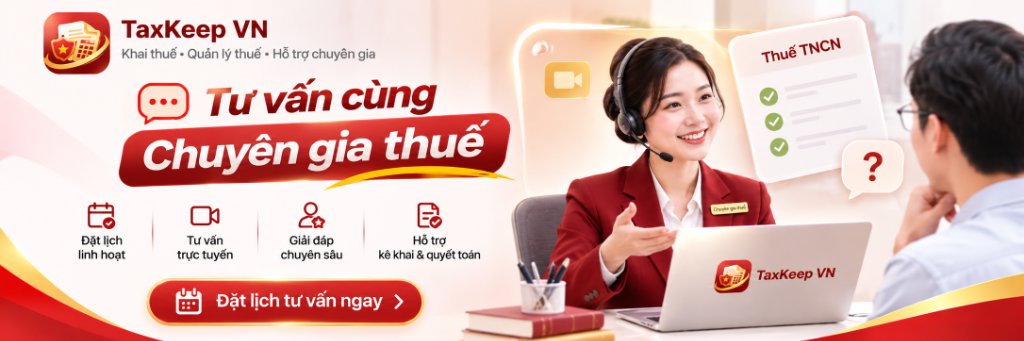 TaxKeep VN
Khai thuế • Quản lý thuế • Hỗ trợ chuyên gia
Tư vấn cùng
Chuyên gia thuế
Đặt lịch
linh hoạt
Tư vấn
trực tuyến
Giải đáp
chuyên sâu
Hỗ trợ
kê khai & quyết toán
Đặt lịch tư vấn ngay
Thuế TNCN
?
Chuyên gia thuế
TaxKeep VN